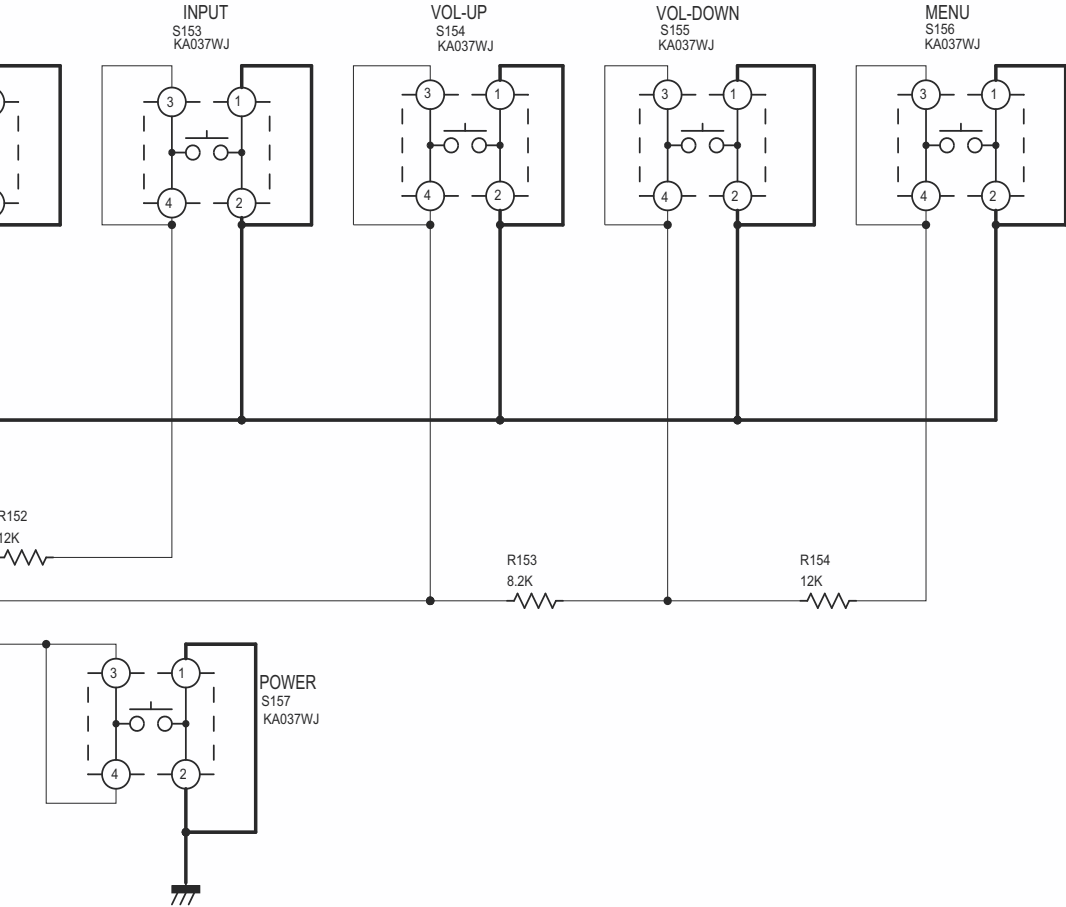 INPUT
S153
KA037WJ
VOL-UP
S154
KA037WJ
VOL-DOWN
S155
KA037WJ
MENU
S156
KA037WJ
3
1
3
1
3
1
3
1
4
2
4
2
4
2
4
2
R152
12K
R153
8.2K
R154
12K
3
1
POWER
S157
KA037WJ
4
2